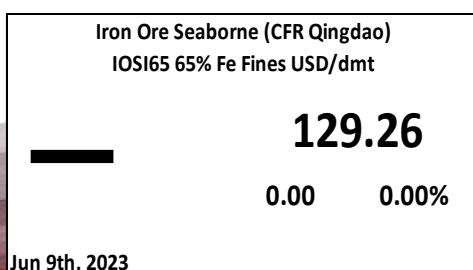 Iron Ore Seaborne (CFR Qingdao)
IOSI65 65% Fe Fines USD/dmt
129.26
0.00 0.00%
Jun 9th, 2023